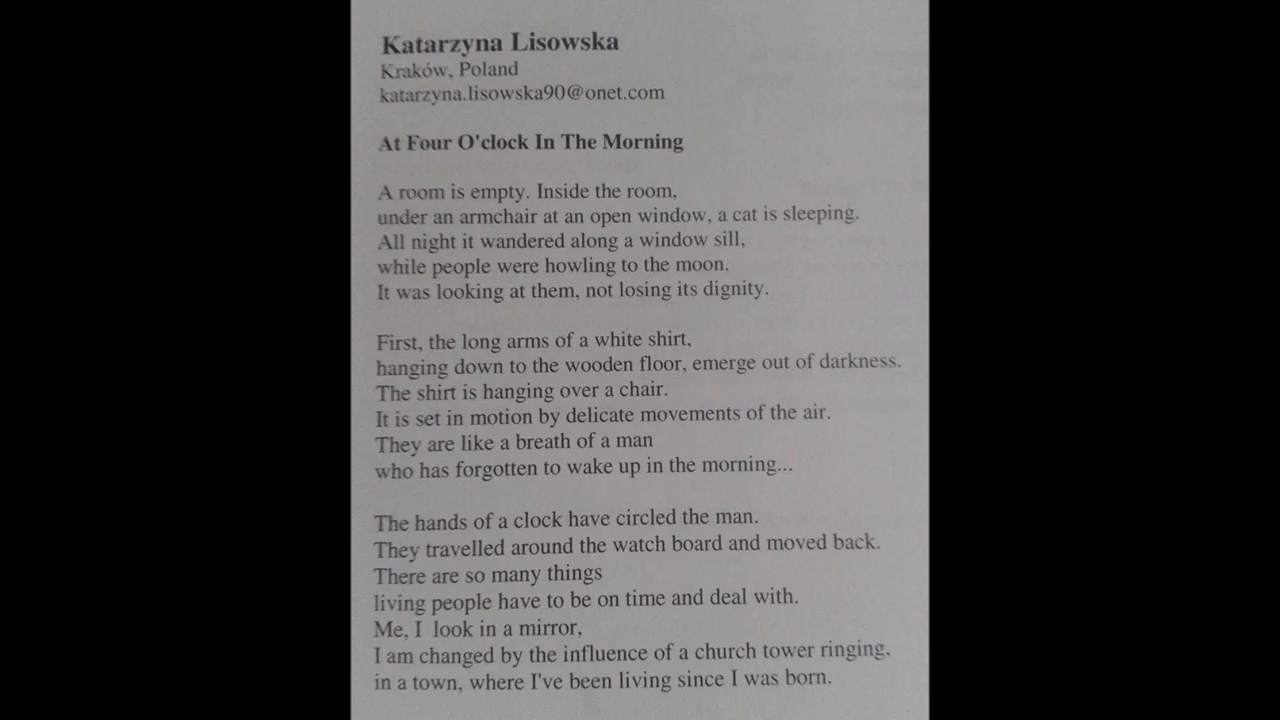 Katarzyna Lisowska
Kraków, Poland
katarzyna.lisowska90@onet.com
At Four O'clock In The Morning
A room is empty. Inside the room,
under an armchair at an open window, a cat is sleeping.
All night it wandered along a window sill,
while people were howling to the moon.
It was looking at them, not losing its dignity.
First, the long arms of a white shirt,
hanging down to the wooden floor, emerge out of darkness.
The shirt is hanging over a chair.
It is set in motion by delicate movements of the air.
They are like a breath of a man
who has forgotten to wake up in the morning...
The hands of a clock have circled the man.
They travelled around the watch board and moved back.
There are so many things
living people have to be on time and deal with.
Me, I look in a mirror,
I am changed by the influence of a church tower ringing,
in a town, where I've been living since I was born.